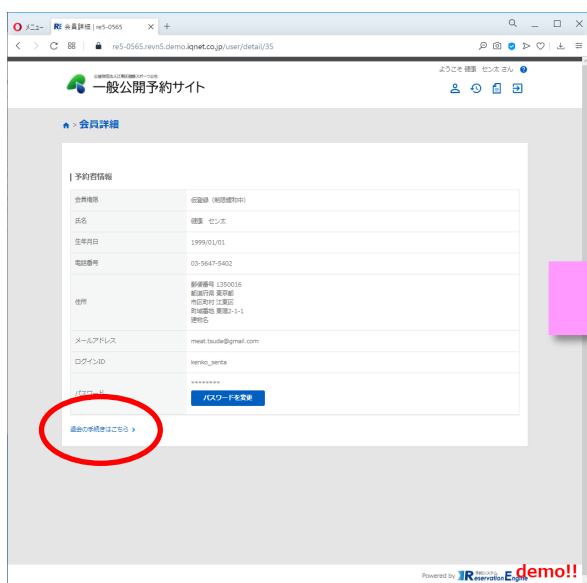 メニュー
会員詳細 | re5-0565
re5-0565.revn5.demo.iqnet.co.jp/user/detail/35
ようこそ 健康 センタ さん
一般公開予約サイト
> 会員詳細
予約者情報
会員権限 仮登録（制限緩和中）
氏名 健康 センタ
生年月日 1999/01/01
電話番号 03-5647-5402
住所
郵便番号 1350016
都道府県 東京都
市区町村 江東区
町域番地 東陽2-1-1
建物名
メールアドレス meat.tsuda@gmail.com
ログインID kenko_senta
パスワード ********
パスワードを変更
退会の手続きはこちら ›
Powered by Reservation Engine
demo!!